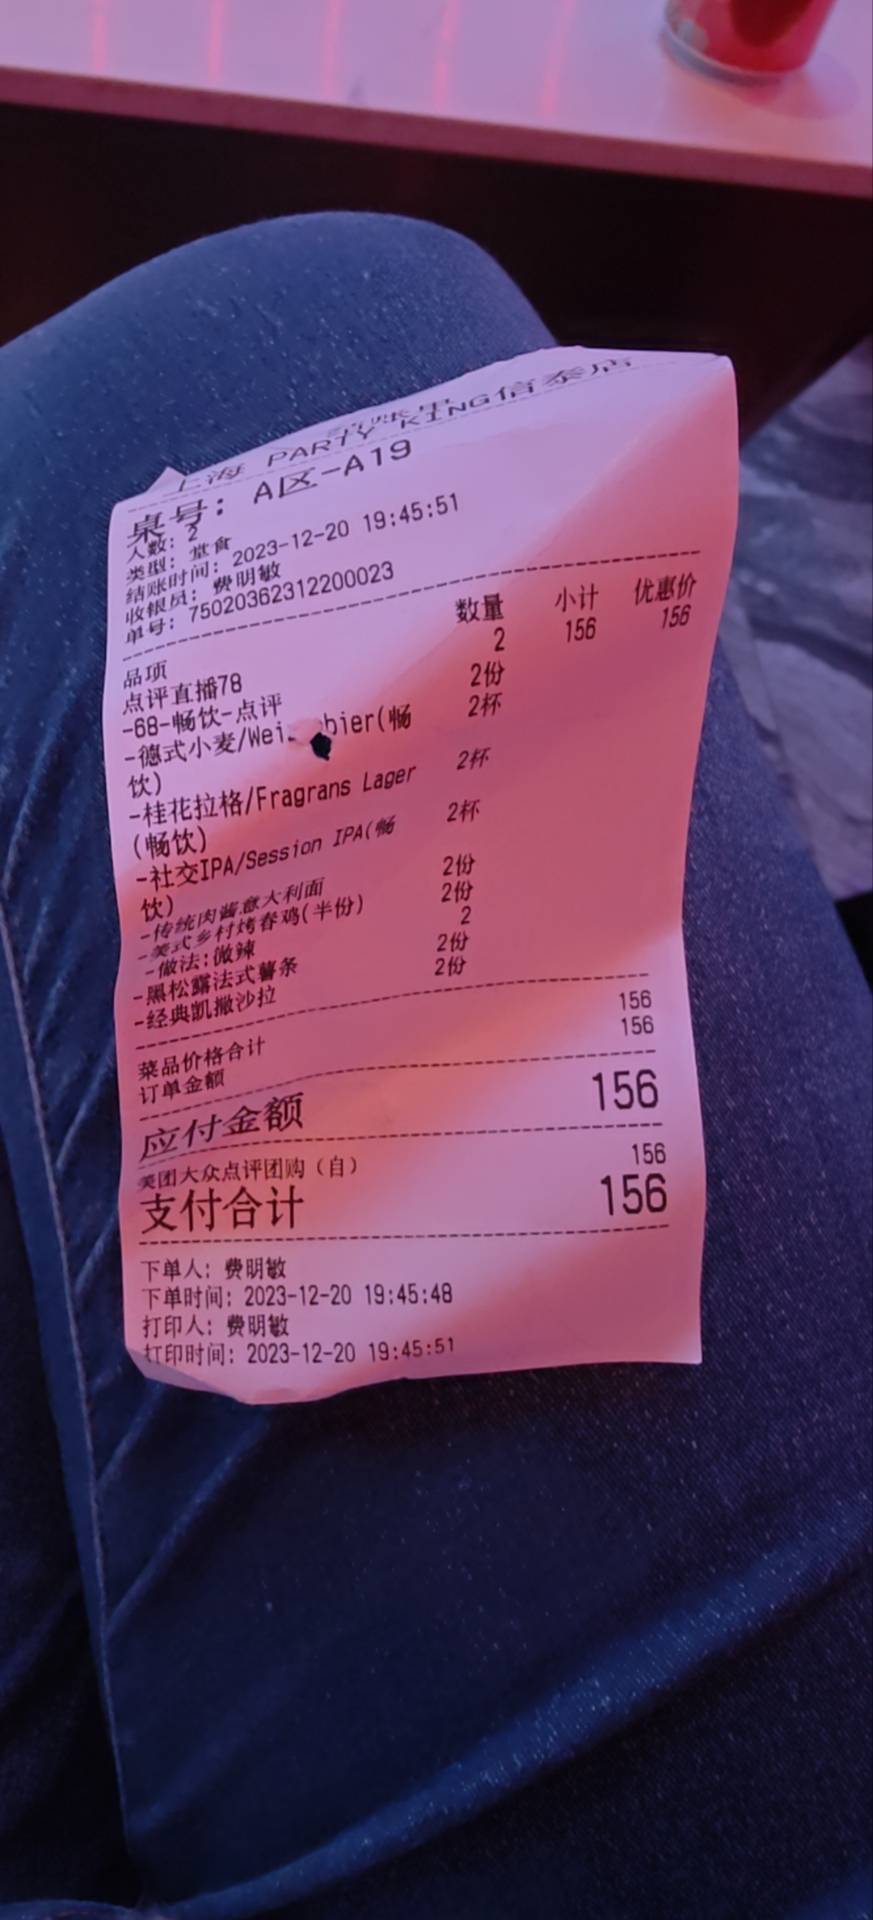 结账单
上海 PARTY KING信泰店
桌号: A区-A19
人数: 2
类型: 堂食
结账时间: 2023-12-20 19:45:51
收银员: 费明敏
单号: 75020362312200023
品项 数量 小计 优惠价
点评直播78 2 156 156
-68-畅饮-点评 2份
-德式小麦/Wei bier(畅 2杯
饮)
-桂花拉格/Fragrans Lager 2杯
(畅饮)
-社交IPA/Session IPA(畅 2杯
饮)
-传统肉酱意大利面 2份
-美式乡村烤春鸡(半份) 2份
-做法:微辣 2
-黑松露法式薯条 2份
-经典凯撒沙拉 2份
菜品价格合计 156
订单金额 156
应付金额 156
美团大众点评团购（自） 156
支付合计 156
下单人: 费明敏
下单时间: 2023-12-20 19:45:48
打印人: 费明敏
打印时间: 2023-12-20 19:45:51